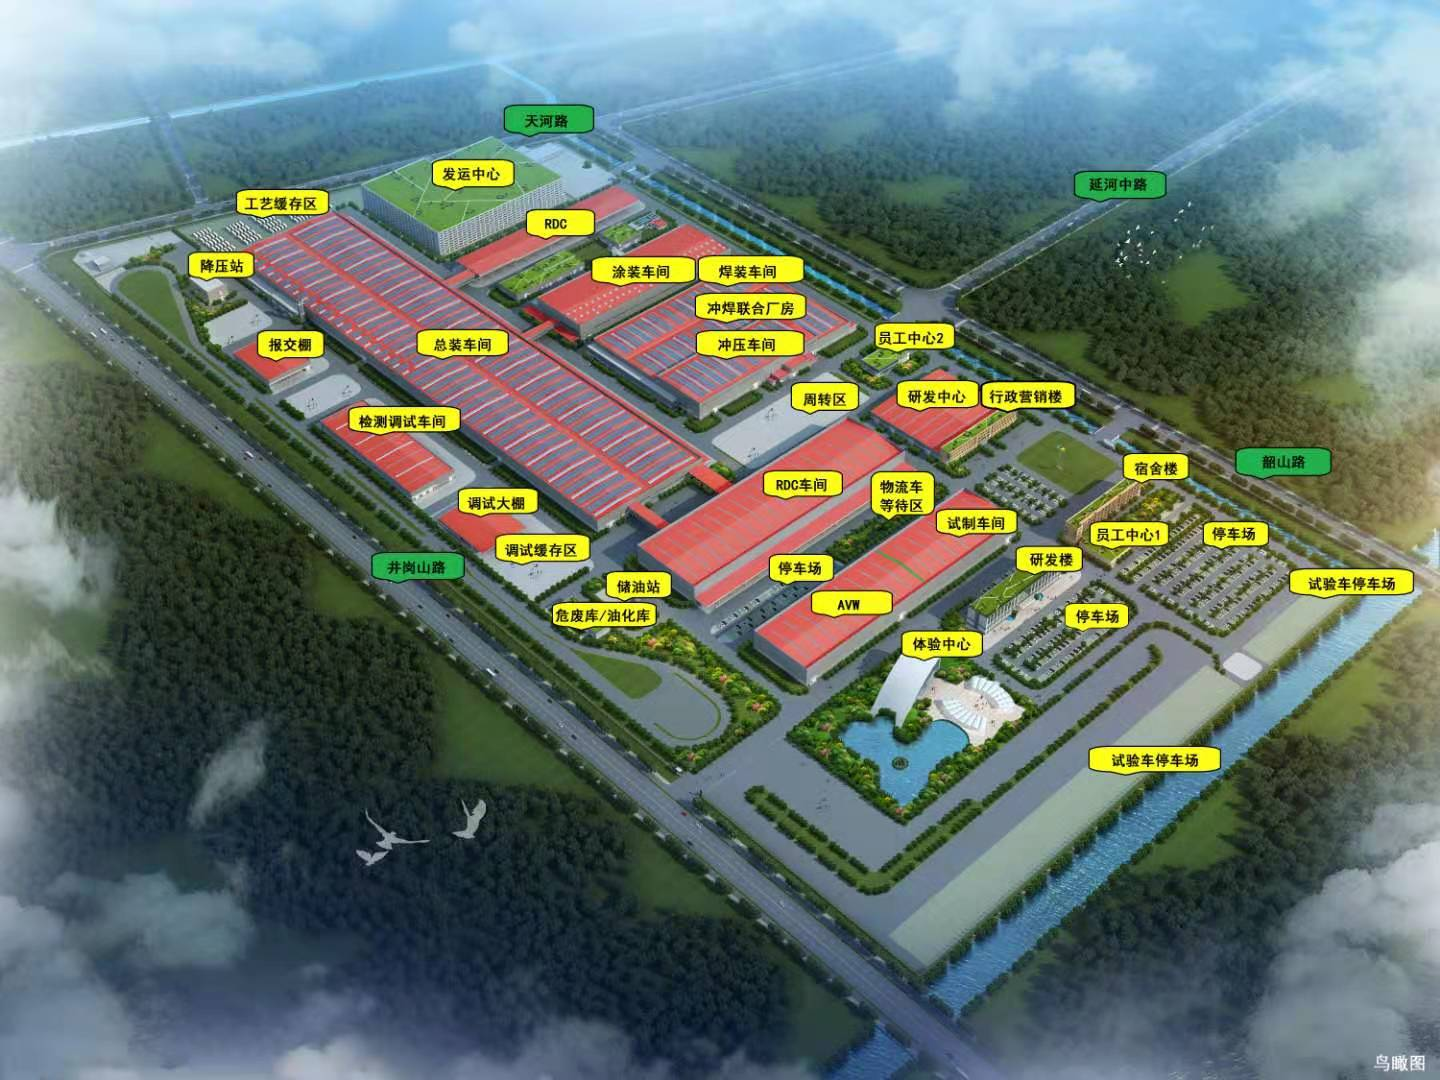 天河路
发运中心
延河中路
工艺缓存区
RDC
降压站
涂装车间
焊装车间
冲焊联合厂房
报交棚
总装车间
冲压车间
员工中心2
周转区
研发中心
行政营销楼
检测调试车间
韶山路
宿舍楼
RDC车间
物流车
等待区
调试大棚
试制车间
员工中心1
停车场
调试缓存区
井岗山路
停车场
研发楼
试验车停车场
储油站
AVW
危废库/油化库
停车场
体验中心
试验车停车场
鸟瞰图